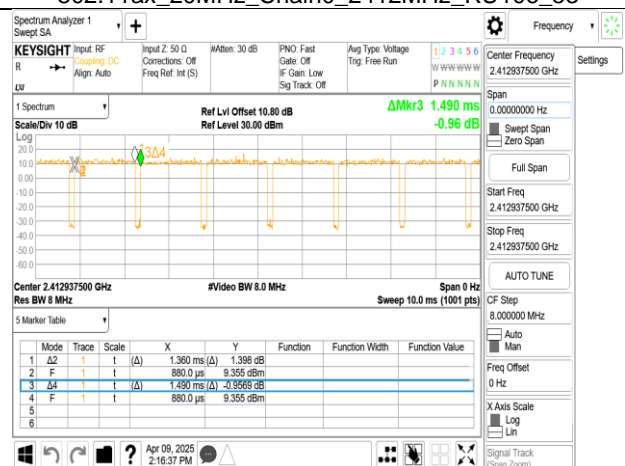 Spectrum Analyzer 1
Swept SA
+
Frequency
KEYSIGHT Input: RF Input Z: 50 Ω #Atten: 30 dB PNO: Fast Avg Type: Voltage 1 2 3 4 5 6
R Coupling: DC Corrections: Off Gate: Off Trig: Free Run
Align: Auto Freq Ref: Int (S) IF Gain: Low W W W W W W
LXI Sig Track: Off P N N N N N
Center Frequency
2.412937500 GHz
Settings
Span
0.00000000 Hz
Swept Span
Zero Span
Full Span
Start Freq
2.412937500 GHz
Stop Freq
2.412937500 GHz
AUTO TUNE
CF Step
8.000000 MHz
Auto
Man
Freq Offset
0 Hz
X Axis Scale
Log
Lin
Signal Track
(Span Zoom)
1 Spectrum Ref Lvl Offset 10.80 dB ΔMkr3 1.490 ms
Scale/Div 10 dB Ref Level 30.00 dBm -0.96 dB
Log
20.0
10.0
0.00
-10.0
-20.0
-30.0
-40.0
-50.0
-60.0
3Δ4
Center 2.412937500 GHz #Video BW 8.0 MHz Span 0 Hz
Res BW 8 MHz Sweep 10.0 ms (1001 pts)
5 Marker Table
Mode Trace Scale X Y Function Function Width Function Value
1 Δ2 1 t (Δ) 1.360 ms (Δ) 1.398 dB
2 F 1 t 880.0 µs 9.355 dBm
3 Δ4 1 t (Δ) 1.490 ms (Δ) -0.9569 dB
4 F 1 t 880.0 µs 9.355 dBm
5
6
? Apr 09, 2025
2:16:37 PM